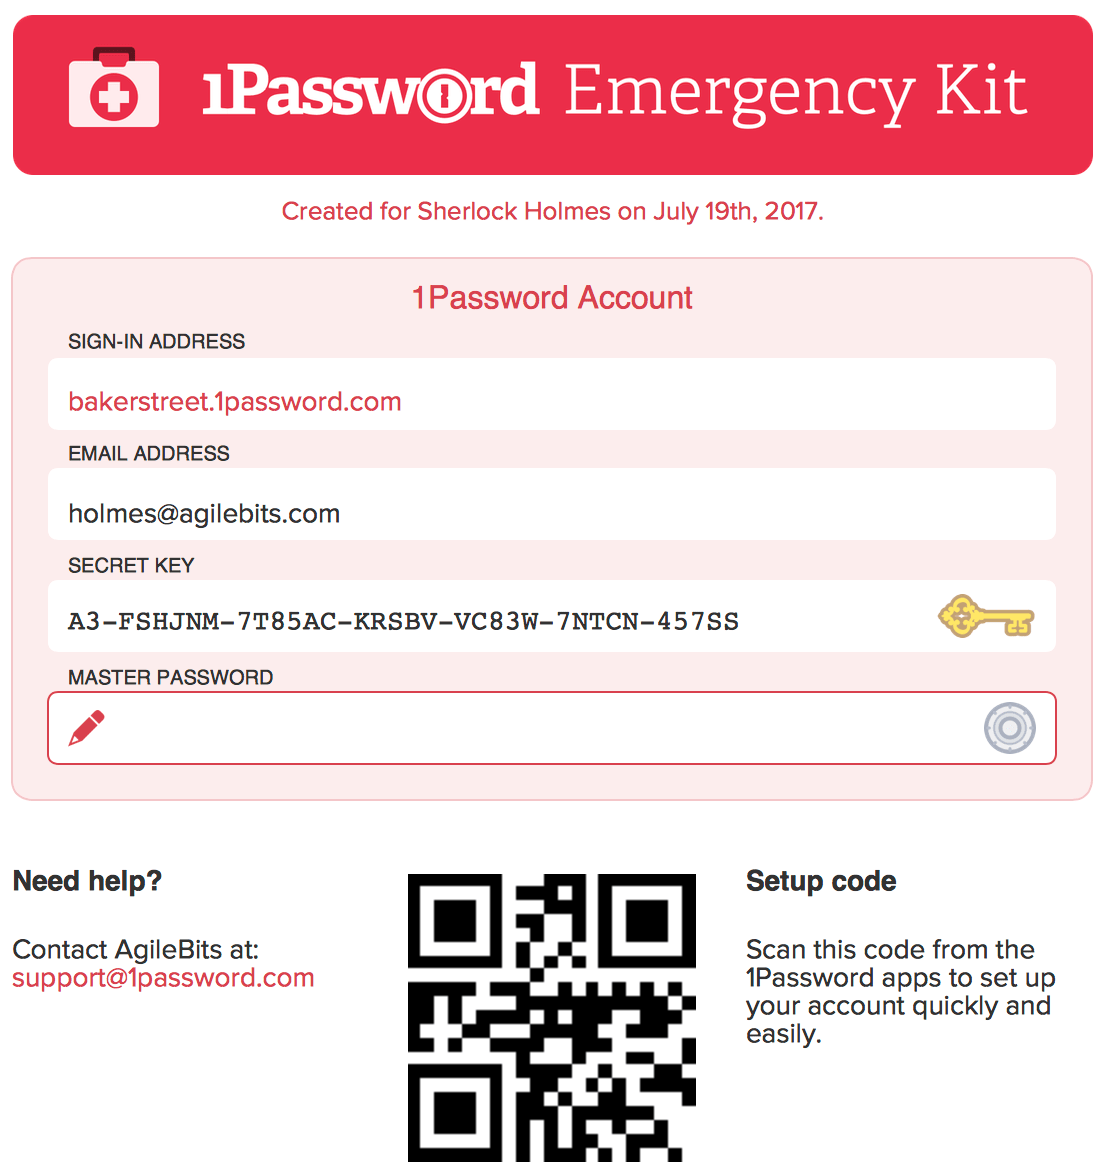 1Password Emergency Kit
Created for Sherlock Holmes on July 19th, 2017.
1Password Account
SIGN-IN ADDRESS
bakerstreet.1password.com
EMAIL ADDRESS
holmes@agilebits.com
SECRET KEY
A3-FSHJNM-7T85AC-KRSBV-VC83W-7NTCN-457SS
MASTER PASSWORD
Need help?
Contact AgileBits at:
support@1password.com
Setup code
Scan this code from the
1Password apps to set up
your account quickly and
easily.